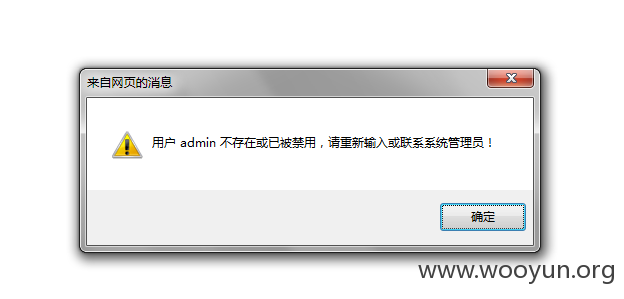 来自网页的消息
用户 admin 不存在或已被禁用，请重新输入或联系系统管理员！
确定
www.wooyun.org